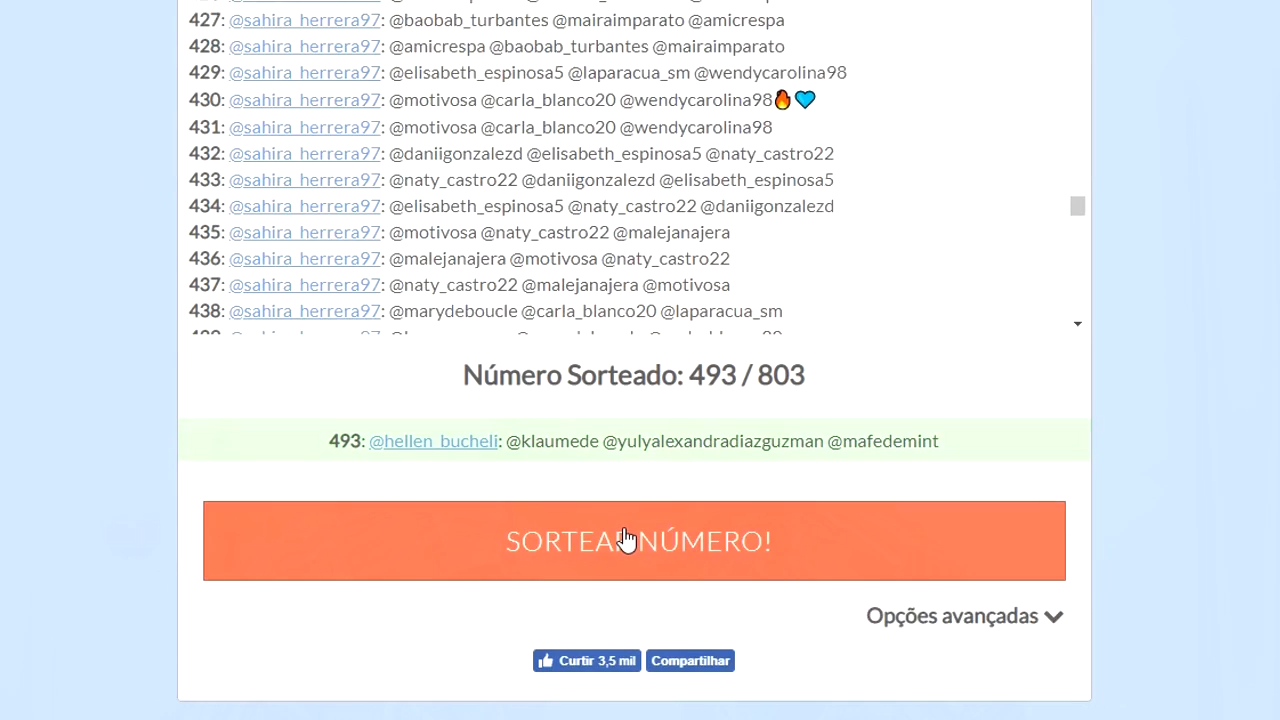 427: @sahira_herrera97: @baobab_turbantes @mairaimparato @amicrespa
428: @sahira_herrera97: @amicrespa @baobab_turbantes @mairaimparato
429: @sahira_herrera97: @elisabeth_espinosa5 @laparacua_sm @wendycarolina98
430: @sahira_herrera97: @motivosa @carla_blanco20 @wendycarolina98🔥💙
431: @sahira_herrera97: @motivosa @carla_blanco20 @wendycarolina98
432: @sahira_herrera97: @daniigonzalezd @elisabeth_espinosa5 @naty_castro22
433: @sahira_herrera97: @naty_castro22 @daniigonzalezd @elisabeth_espinosa5
434: @sahira_herrera97: @elisabeth_espinosa5 @naty_castro22 @daniigonzalezd
435: @sahira_herrera97: @motivosa @naty_castro22 @malejanajera
436: @sahira_herrera97: @malejanajera @motivosa @naty_castro22
437: @sahira_herrera97: @naty_castro22 @malejanajera @motivosa
438: @sahira_herrera97: @marydeboucle @carla_blanco20 @laparacua_sm
Número Sorteado: 493 / 803
493: @hellen_bucheli: @klaumede @yulyalexandradiazguzman @mafedemint
SORTEAR NÚMERO!
Opções avançadas
Curtir 3,5 mil
Compartilhar